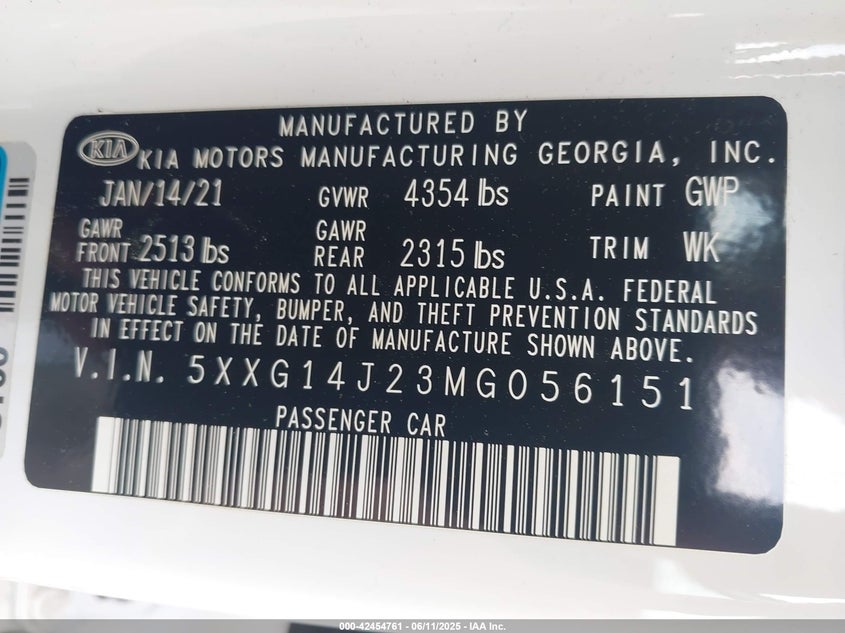 MANUFACTURED BY
KIA KIA MOTORS MANUFACTURING GEORGIA, INC.
JAN/14/21 GVWR 4354 lbs PAINT GWP
GAWR FRONT 2513 lbs GAWR REAR 2315 lbs TRIM WK
THIS VEHICLE CONFORMS TO ALL APPLICABLE U.S.A. FEDERAL
MOTOR VEHICLE SAFETY, BUMPER, AND THEFT PREVENTION STANDARDS
IN EFFECT ON THE DATE OF MANUFACTURE SHOWN ABOVE.
V.I.N. 5XXG14J23MG056151
PASSENGER CAR
000-42454761 - 06/11/2025 - IAA Inc.